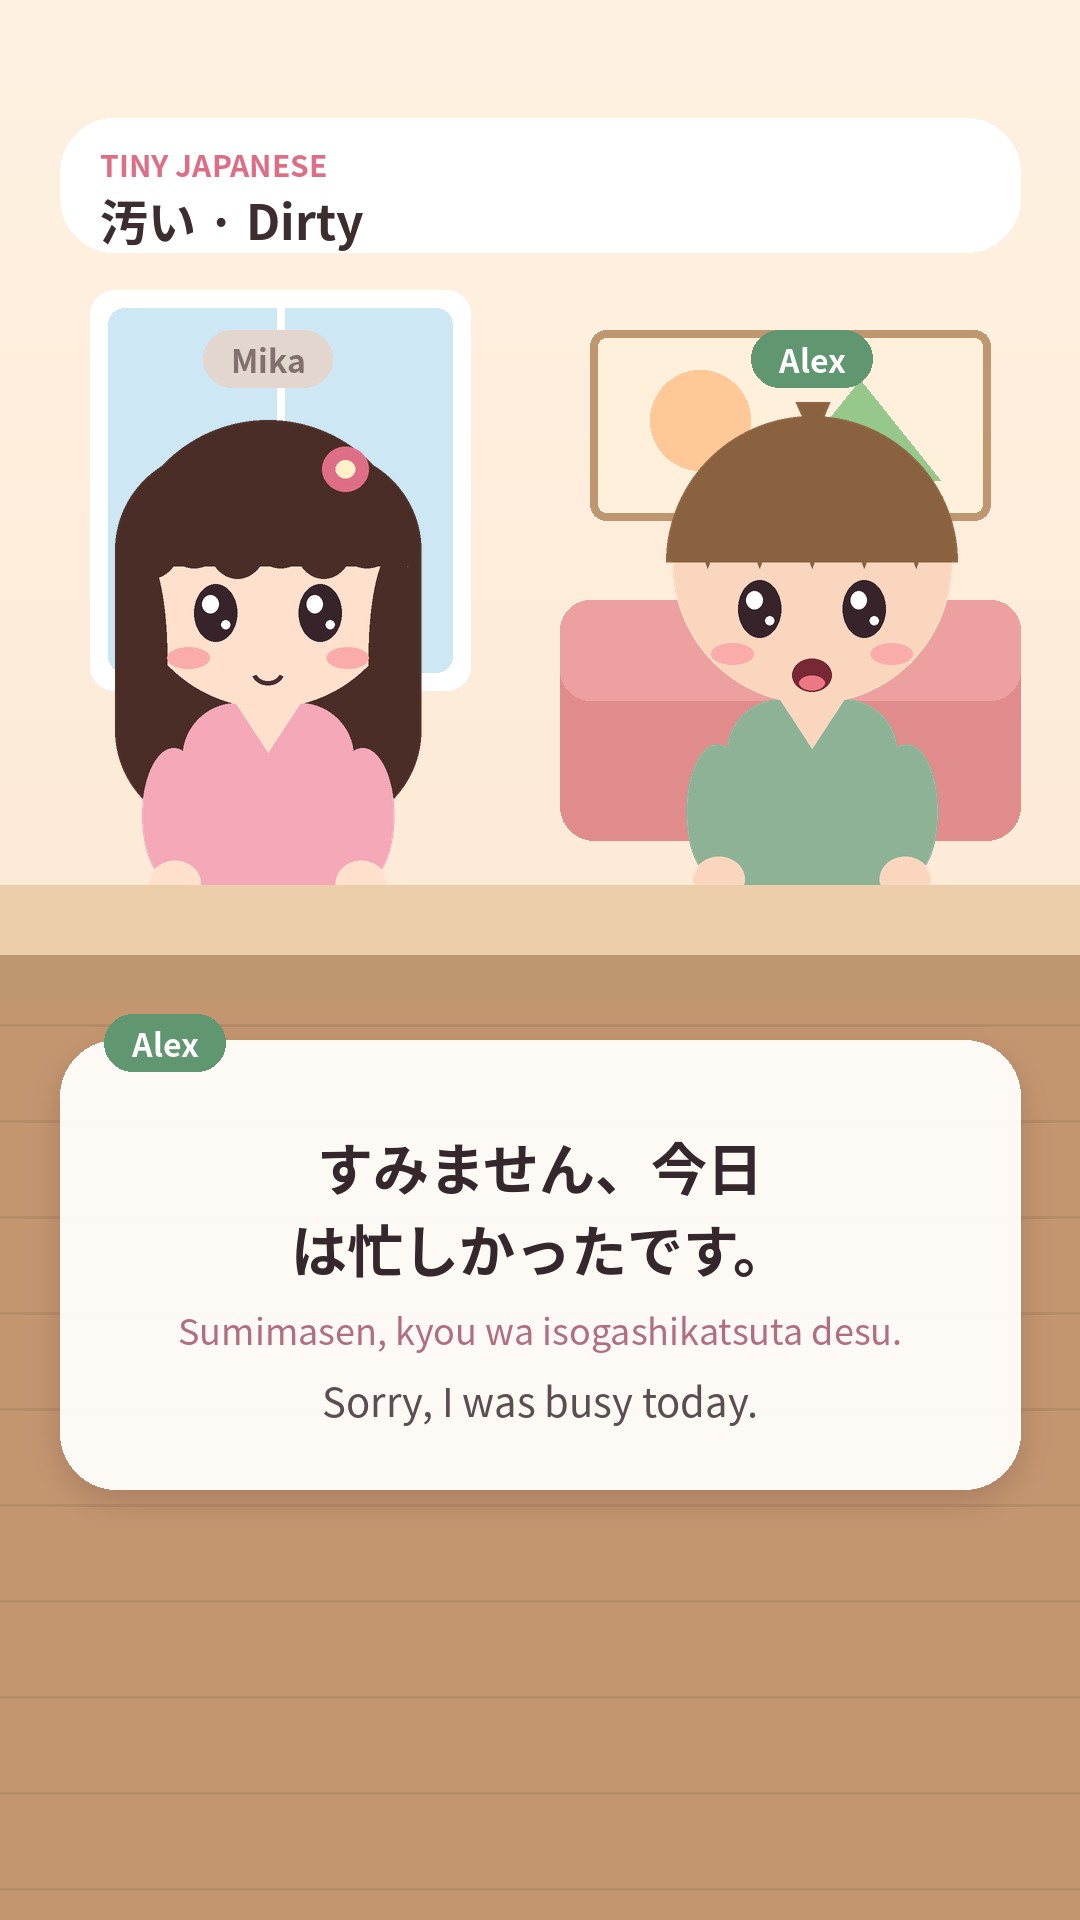 TINY JAPANESE
汚い · Dirty
Mika
Alex
Alex
すみません、今日
は忙しかったです。
Sumimasen, kyou wa isogashikatsuta desu.
Sorry, I was busy today.